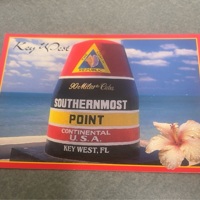 Key West
90 Miles to Cuba
SOUTHERNMOST
POINT
CONTINENTAL
U.S.A.
KEY WEST, FL